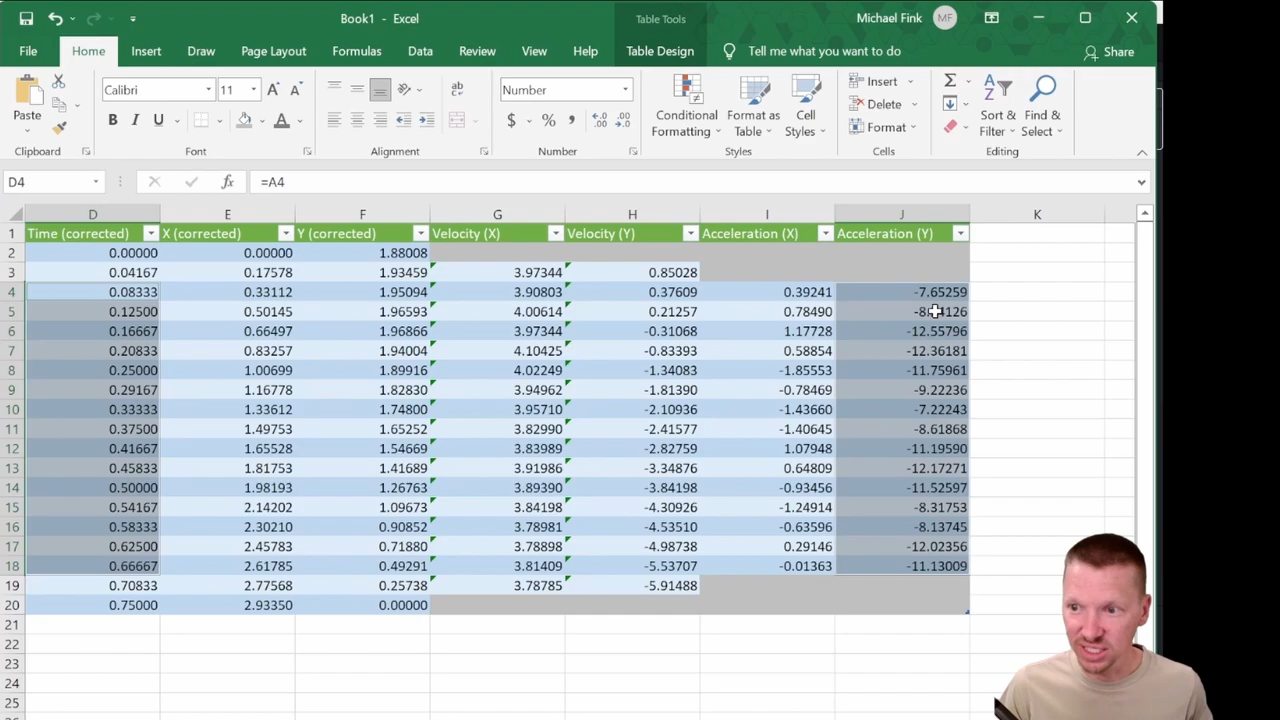 Book1 - Excel
Table Tools
Michael Fink
MF
File
Home
Insert
Draw
Page Layout
Formulas
Data
Review
View
Help
Table Design
Tell me what you want to do
Share
Paste
Calibri
11
B I U
Number
$ % ,
Conditional Formatting
Format as Table
Cell Styles
Insert
Delete
Format
Sort & Filter
Find & Select
Clipboard
Font
Alignment
Number
Styles
Cells
Editing
D4
fx
=A4
D E F G H I J K
1 Time (corrected) X (corrected) Y (corrected) Velocity (X) Velocity (Y) Acceleration (X) Acceleration (Y)
2 0.00000 0.00000 1.88008
3 0.04167 0.17578 1.93459 3.97344 0.85028
4 0.08333 0.33112 1.95094 3.90803 0.37609 0.39241 -7.65259
5 0.12500 0.50145 1.96593 4.00614 0.21257 0.78490
6 0.16667 0.66497 1.96866 3.97344 -0.31068 1.17728 -12.55796
7 0.20833 0.83257 1.94004 4.10425 -0.83393 0.58854 -12.36181
8 0.25000 1.00699 1.89916 4.02249 -1.34083 -1.85553 -11.75961
9 0.29167 1.16778 1.82830 3.94962 -1.81390 -0.78469 -9.22236
10 0.33333 1.33612 1.74800 3.95710 -2.10936 -1.43660 -7.22243
11 0.37500 1.49753 1.65252 3.82990 -2.41577 -1.40645 -8.61868
12 0.41667 1.65528 1.54669 3.83989 -2.82759 1.07948 -11.19590
13 0.45833 1.81753 1.41689 3.91986 -3.34876 0.64809 -12.17271
14 0.50000 1.98193 1.26763 3.89390 -3.84198 -0.93456 -11.52597
15 0.54167 2.14202 1.09673 3.84198 -4.30926 -1.24914 -8.31753
16 0.58333 2.30210 0.90852 3.78981 -4.53510 -0.63596 -8.13745
17 0.62500 2.45783 0.71880 3.78898 -4.98738 0.29146 -12.02356
18 0.66667 2.61785 0.49291 3.81409 -5.53707 -0.01363 -11.13009
19 0.70833 2.77568 0.25738 3.78785 -5.91488
20 0.75000 2.93350 0.00000
21
22
23
24
25